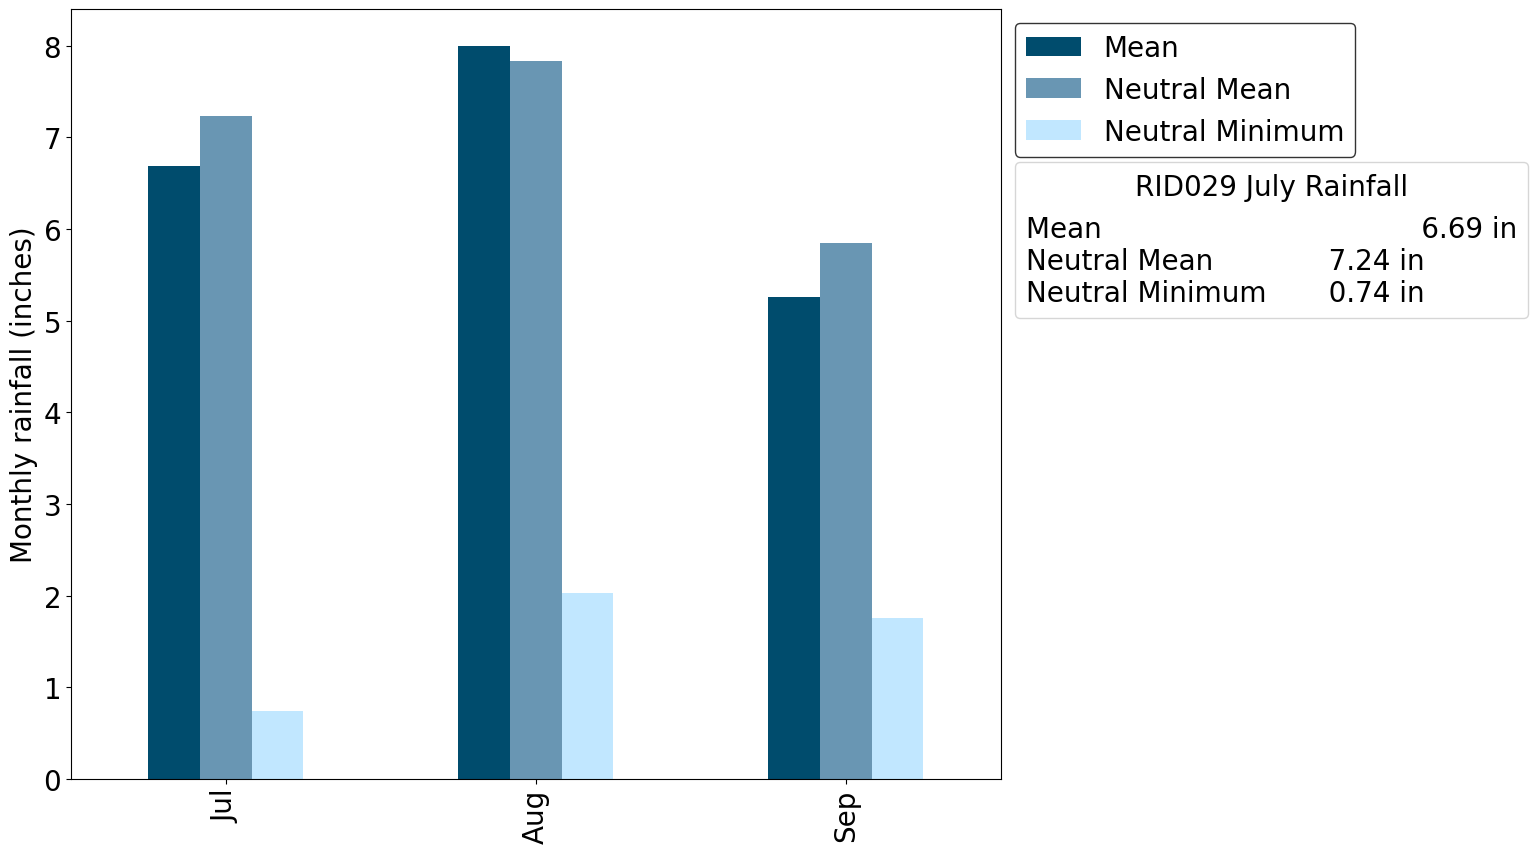 8
7
6
5
4
3
2
1
0
Monthly rainfall (inches)
Jul
Aug
Sep
Mean
Neutral Mean
Neutral Minimum
RID029 July Rainfall
Mean 6.69 in
Neutral Mean 7.24 in
Neutral Minimum 0.74 in